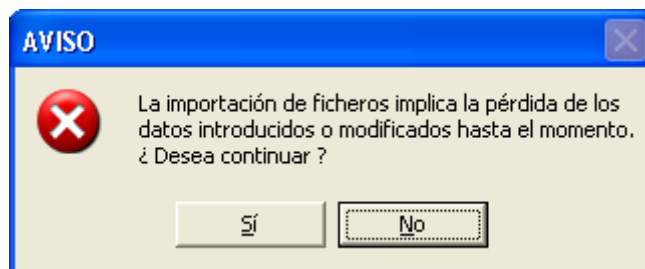 AVISO
La importación de ficheros implica la pérdida de los
datos introducidos o modificados hasta el momento.
¿ Desea continuar ?
Sí
No